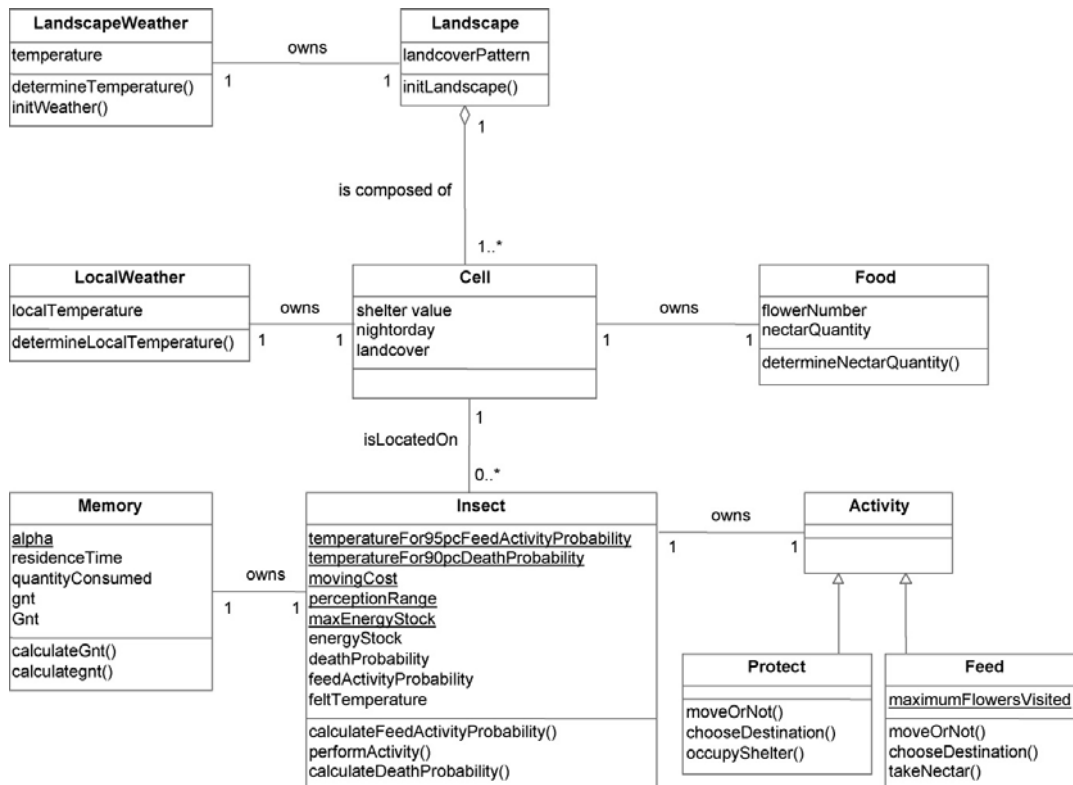 LandscapeWeather
temperature
determineTemperature()
initWeather()
owns
1
1
Landscape
landcoverPattern
initLandscape()
1
is composed of
1..*
LocalWeather
localTemperature
determineLocalTemperature()
owns
1
1
Cell
shelter value
nightorday
landcover
owns
1
1
Food
flowerNumber
nectarQuantity
determineNectarQuantity()
1
isLocatedOn
0..*
Memory
alpha
residenceTime
quantityConsumed
gnt
Gnt
calculateGnt()
calculategnt()
owns
1
1
Insect
temperatureFor95pcFeedActivityProbability
temperatureFor90pcDeathProbability
movingCost
perceptionRange
maxEnergyStock
energyStock
deathProbability
feedActivityProbability
feltTemperature
calculateFeedActivityProbability()
performActivity()
calculateDeathProbability()
owns
1
1
Activity
Protect
moveOrNot()
chooseDestination()
occupyShelter()
Feed
maximumFlowersVisited
moveOrNot()
chooseDestination()
takeNectar()